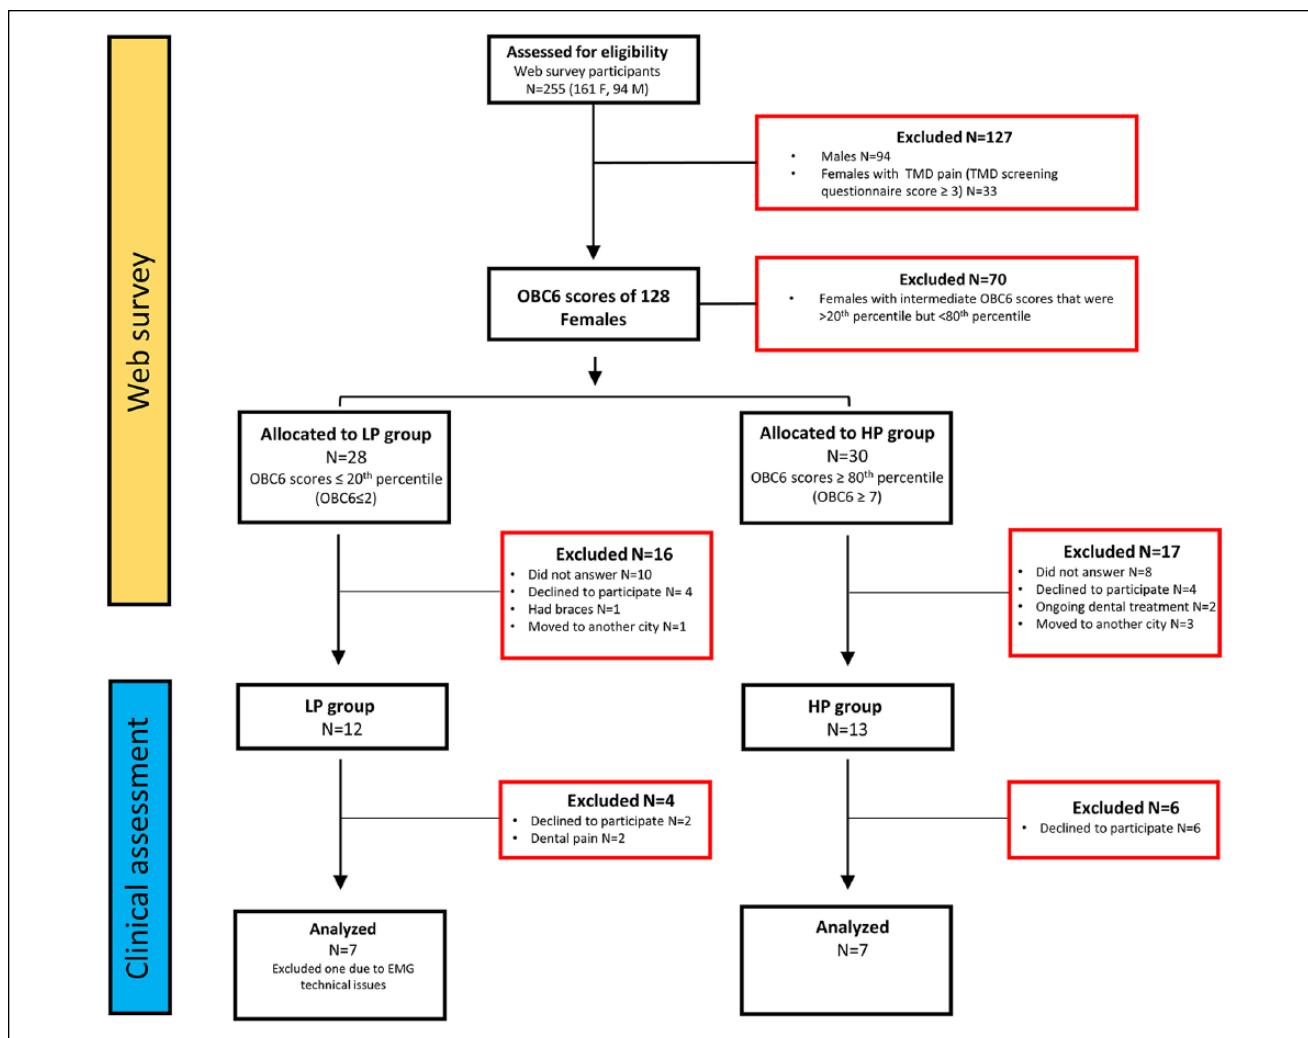 Web survey
Assessed for eligibility
Web survey participants
N=255 (161 F, 94 M)
Excluded N=127
• Males N=94
• Females with TMD pain (TMD screening
questionnaire score ≥ 3) N=33
OBC6 scores of 128
Females
Excluded N=70
• Females with intermediate OBC6 scores that were
>20th percentile but <80th percentile
Allocated to LP group
N=28
OBC6 scores ≤ 20th percentile
(OBC6≤2)
Allocated to HP group
N=30
OBC6 scores ≥ 80th percentile
(OBC6 ≥ 7)
Excluded N=16
• Did not answer N=10
• Declined to participate N= 4
• Had braces N=1
• Moved to another city N=1
Excluded N=17
• Did not answer N=8
• Declined to participate N=4
• Ongoing dental treatment N=2
• Moved to another city N=3
Clinical assessment
LP group
N=12
HP group
N=13
Excluded N=4
• Declined to participate N=2
• Dental pain N=2
Excluded N=6
• Declined to participate N=6
Analyzed
N=7
Excluded one due to EMG
technical issues
Analyzed
N=7